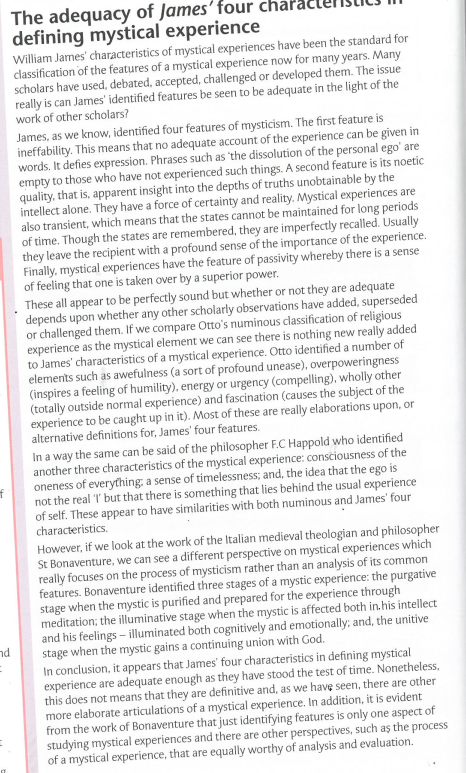 The adequacy of James' four characteristics in
defining mystical experience
William James' characteristics of mystical experiences have been the standard for
classification of the features of a mystical experience now for many years. Many
scholars have used, debated, accepted, challenged or developed them. The issue
really is can James' identified features be seen to be adequate in the light of the
work of other scholars?
James, as we know, identified four features of mysticism. The first feature is
ineffability. This means that no adequate account of the experience can be given in
words. It defies expression. Phrases such as 'the dissolution of the personal ego' are
empty to those who have not experienced such things. A second feature is its noetic
quality, that is, apparent insight into the depths of truths unobtainable by the
intellect alone. They have a force of certainty and reality. Mystical experiences are
also transient, which means that the states cannot be maintained for long periods
of time. Though the states are remembered, they are imperfectly recalled. Usually
they leave the recipient with a profound sense of the importance of the experience.
Finally, mystical experiences have the feature of passivity whereby there is a sense
of feeling that one is taken over by a superior power.
These all appear to be perfectly sound but whether or not they are adequate
depends upon whether any other scholarly observations have added, superseded
or challenged them. If we compare Otto's numinous classification of religious
experience as the mystical element we can see there is nothing new really added
to James' characteristics of a mystical experience. Otto identified a number of
elements such as awefulness (a sort of profound unease), overpoweringness
(inspires a feeling of humility), energy or urgency (compelling), wholly other
(totally outside normal experience) and fascination (causes the subject of the
experience to be caught up in it). Most of these are really elaborations upon, or
alternative definitions for, James' four features.
In a way the same can be said of the philosopher F.C Happold who identified
another three characteristics of the mystical experience: consciousness of the
oneness of everything; a sense of timelessness; and, the idea that the ego is
not the real 'I' but that there is something that lies behind the usual experience
of self. These appear to have similarities with both numinous and James' four
characteristics.
However, if we look at the work of the Italian medieval theologian and philosopher
St Bonaventure, we can see a different perspective on mystical experiences which
really focuses on the process of mysticism rather than an analysis of its common
features. Bonaventure identified three stages of a mystic experience: the purgative
stage when the mystic is purified and prepared for the experience through
meditation; the illuminative stage when the mystic is affected both in his intellect
and his feelings – illuminated both cognitively and emotionally; and, the unitive
stage when the mystic gains a continuing union with God.
In conclusion, it appears that James' four characteristics in defining mystical
experience are adequate enough as they have stood the test of time. Nonetheless,
this does not mean that they are definitive and, as we have seen, there are other
more elaborate articulations of a mystical experience. In addition, it is evident
from the work of Bonaventure that just identifying features is only one aspect of
studying mystical experiences and there are other perspectives, such as the process
of a mystical experience, that are equally worthy of analysis and evaluation.